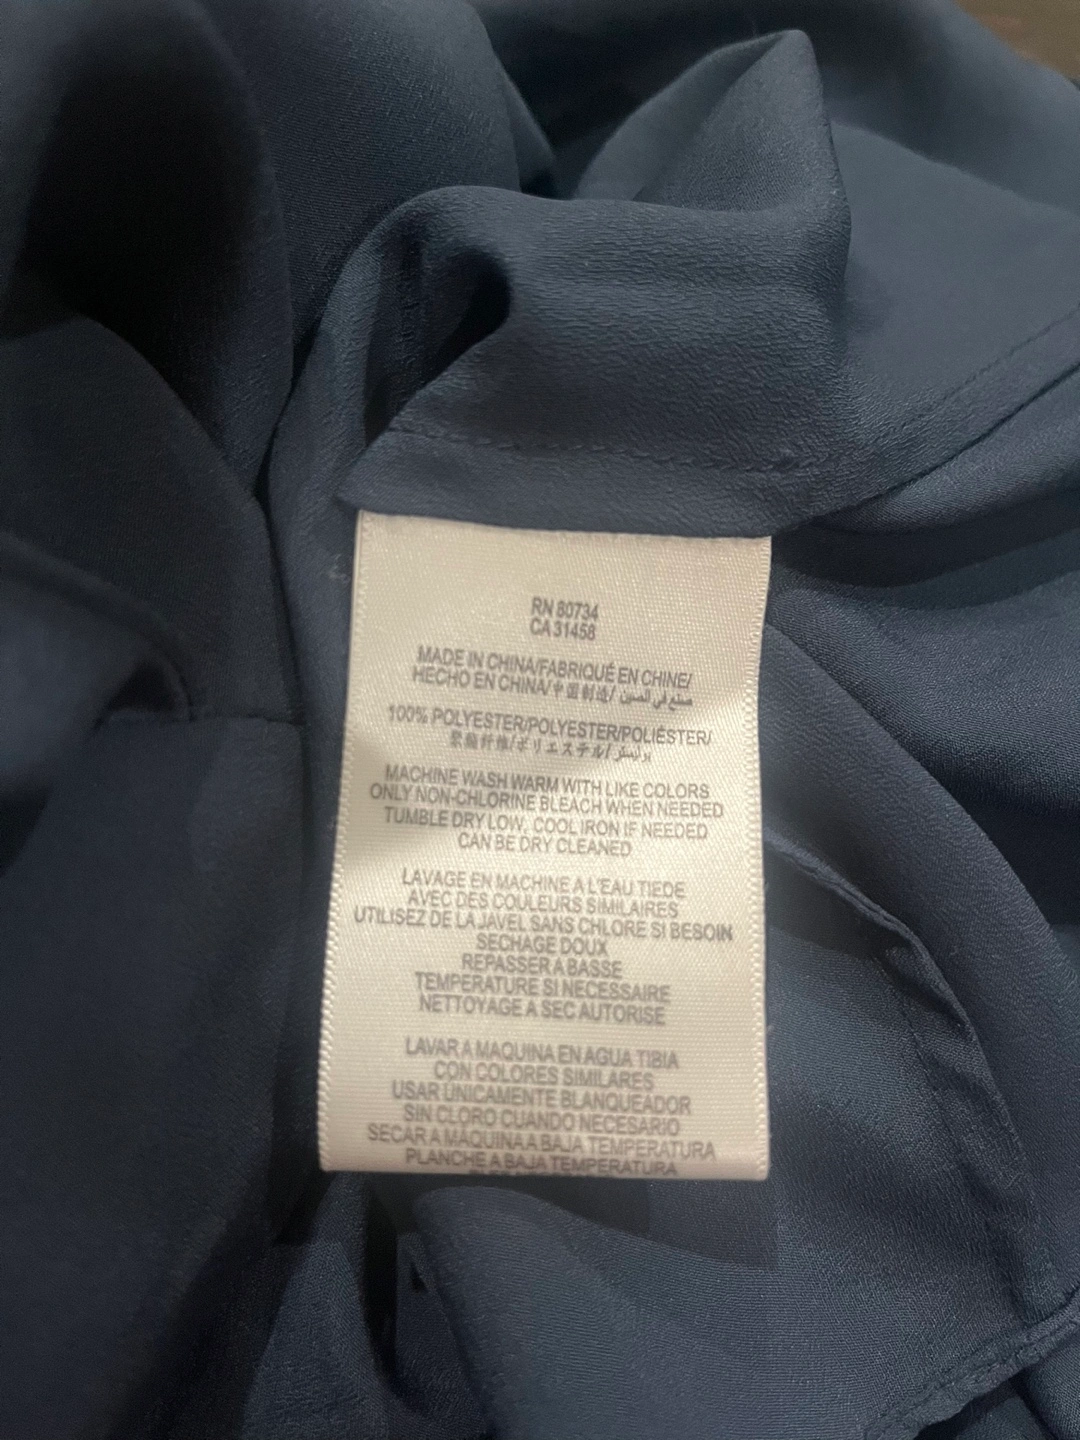 RN 80734
CA 31458
MADE IN CHINA/FABRIQUÉ EN CHINE/
HECHO EN CHINA/中国制造/ صنع في الصين
100% POLYESTER/POLYESTER/POLIÉSTER/
聚酯纤维/ポリエステル/ بوليستر
MACHINE WASH WARM WITH LIKE COLORS
ONLY NON-CHLORINE BLEACH WHEN NEEDED
TUMBLE DRY LOW, COOL IRON IF NEEDED
CAN BE DRY CLEANED
LAVAGE EN MACHINE A L'EAU TIEDE
AVEC DES COULEURS SIMILAIRES
UTILISEZ DE LA JAVEL SANS CHLORE SI BESOIN
SECHAGE DOUX
REPASSER A BASSE
TEMPERATURE SI NECESSAIRE
NETTOYAGE A SEC AUTORISE
LAVAR A MAQUINA EN AGUA TIBIA
CON COLORES SIMILARES
USAR ÚNICAMENTE BLANQUEADOR
SIN CLORO CUANDO NECESARIO
SECAR A MÁQUINA A BAJA TEMPERATURA
PLANCHE A BAJA TEMPERATURA